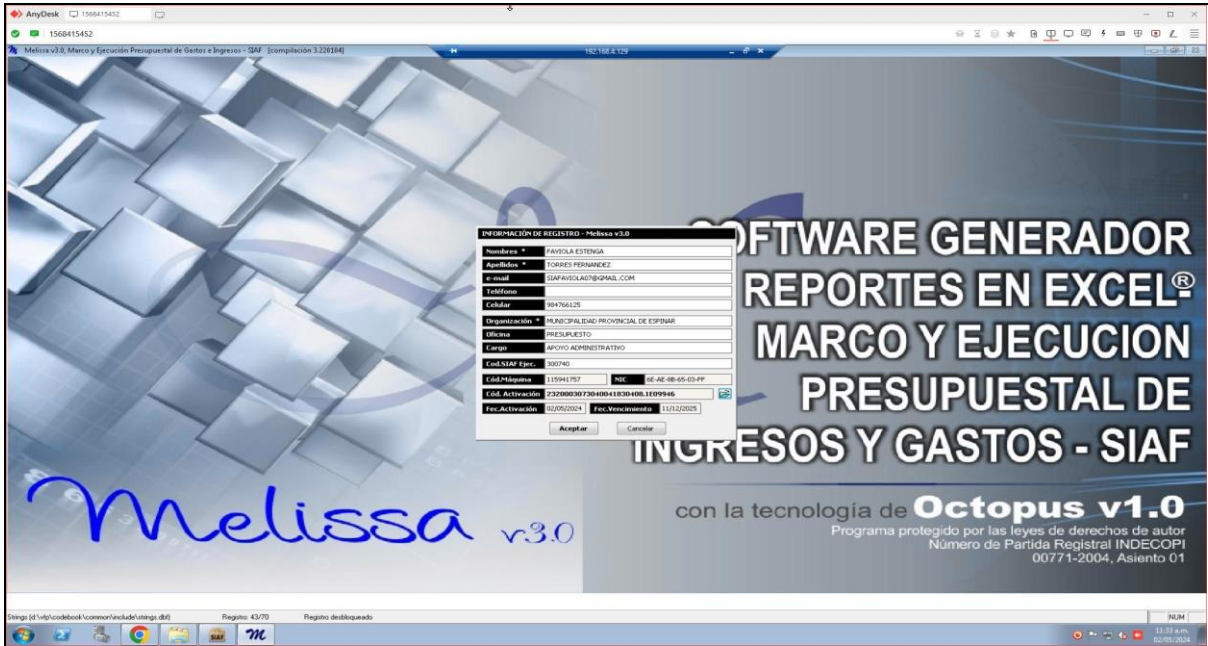 AnyDesk 1568415452
1568415452
Melissa v3.0, Marco y Ejecución Presupuestal de Gastos e Ingresos - SIAF [compilación 3.220104]
192.168.4.129
INFORMACIÓN DE REGISTRO - Melissa v3.0
Nombres * FAVIOLA ESTENGA
Apellidos * TORRES FERNANDEZ
e-mail SIAFAVIOLA07@GMAIL.COM
Teléfono
Celular 984766125
Organización * MUNICIPALIDAD PROVINCIAL DE ESPINAR
Oficina PRESUPUESTO
Cargo APOYO ADMINISTRATIVO
Cod.SIAF Ejec. 300740
Cód.Máquina 115941757 NIC 6E-AE-8B-65-03-FF
Cód. Activación 2320003073040041830408.1E09946
Fec.Activación 02/05/2024 Fec.Vencimiento 11/12/2025
Aceptar Cancelar
OFTWARE GENERADOR
REPORTES EN EXCEL®
MARCO Y EJECUCION
PRESUPUESTAL DE
INGRESOS Y GASTOS - SIAF
Melissa v3.0
con la tecnología de Octopus v1.0
Programa protegido por las leyes de derechos de autor
Número de Partida Registral INDECOPI
00771-2004, Asiento 01
Strings (d:\vfp\codebook\common\include\strings.dbf) Registro: 43/70 Registro desbloqueado NUM
SIAF m 11:33 a.m.
02/05/2024